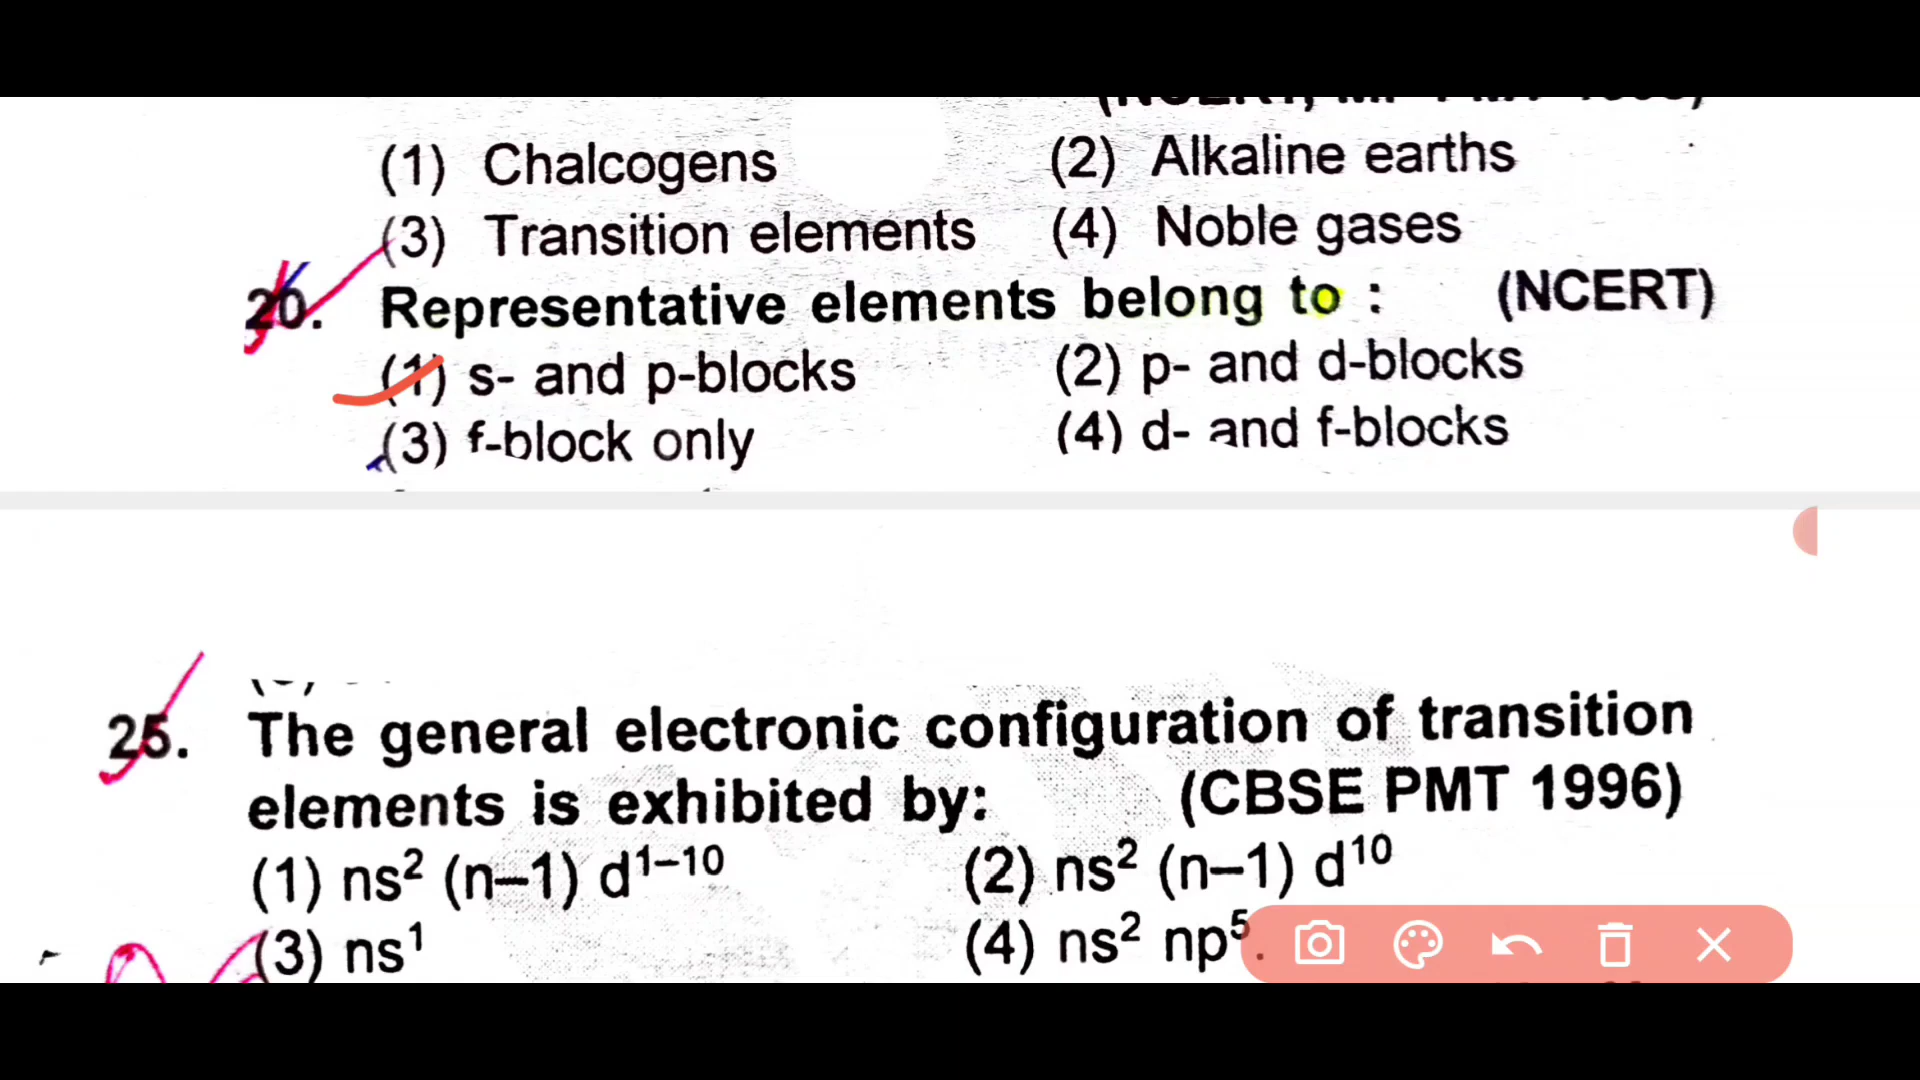 (1) Chalcogens (2) Alkaline earths
(3) Transition elements (4) Noble gases
20. Representative elements belong to : (NCERT)
(1) s- and p-blocks (2) p- and d-blocks
(3) f-block only (4) d- and f-blocks
25. The general electronic configuration of transition
elements is exhibited by: (CBSE PMT 1996)
(1) ns² (n–1) d¹⁻¹⁰ (2) ns² (n–1) d¹⁰
(3) ns¹ (4) ns² np⁵.